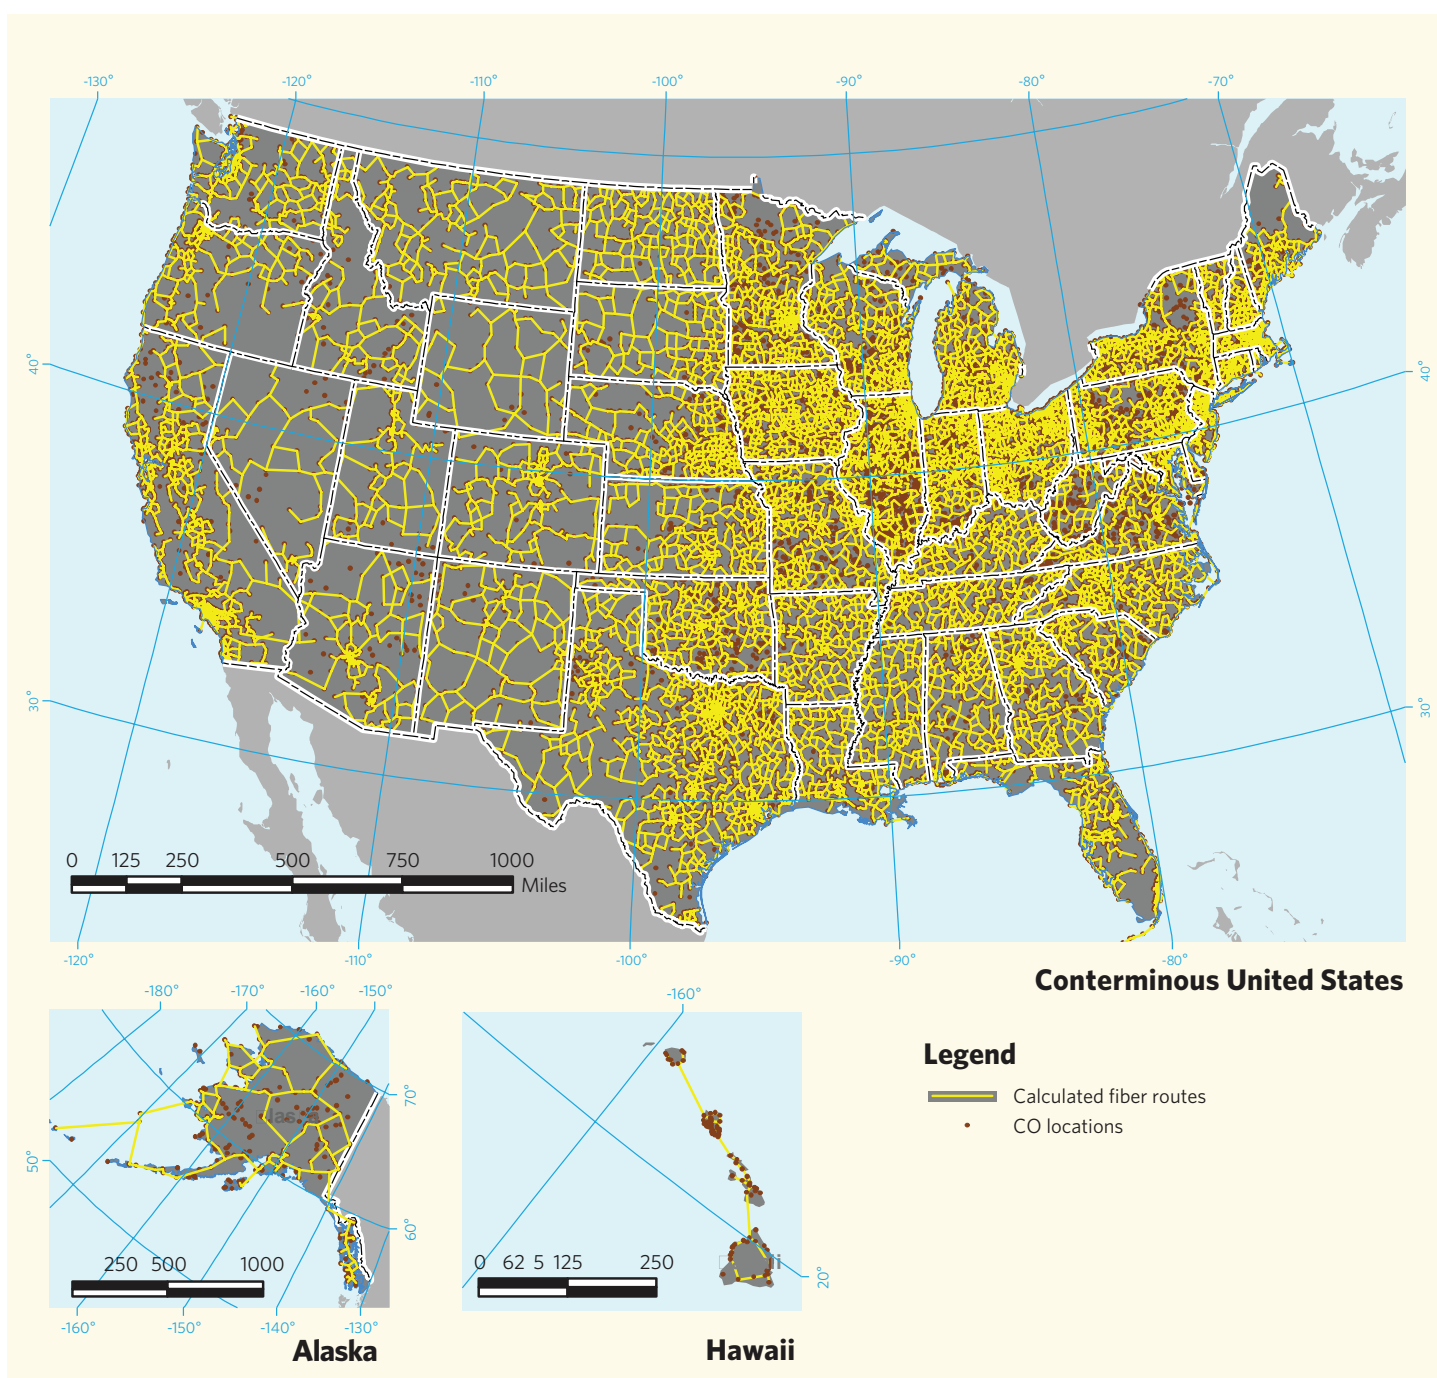 -130° -120° -110° -100° -90° -80° -70°
40° 40°
30° 30°
0 125 250 500 750 1000
Miles
-120° -110° -100° -90° -80°
Conterminous United States
-180° -170° -160° -150°
70°
50°
60°
250 500 1000
-160° -150° -140° -130°
Alaska
-160°
0 62 5 125 250
20°
Hawaii
Legend
Calculated fiber routes
CO locations